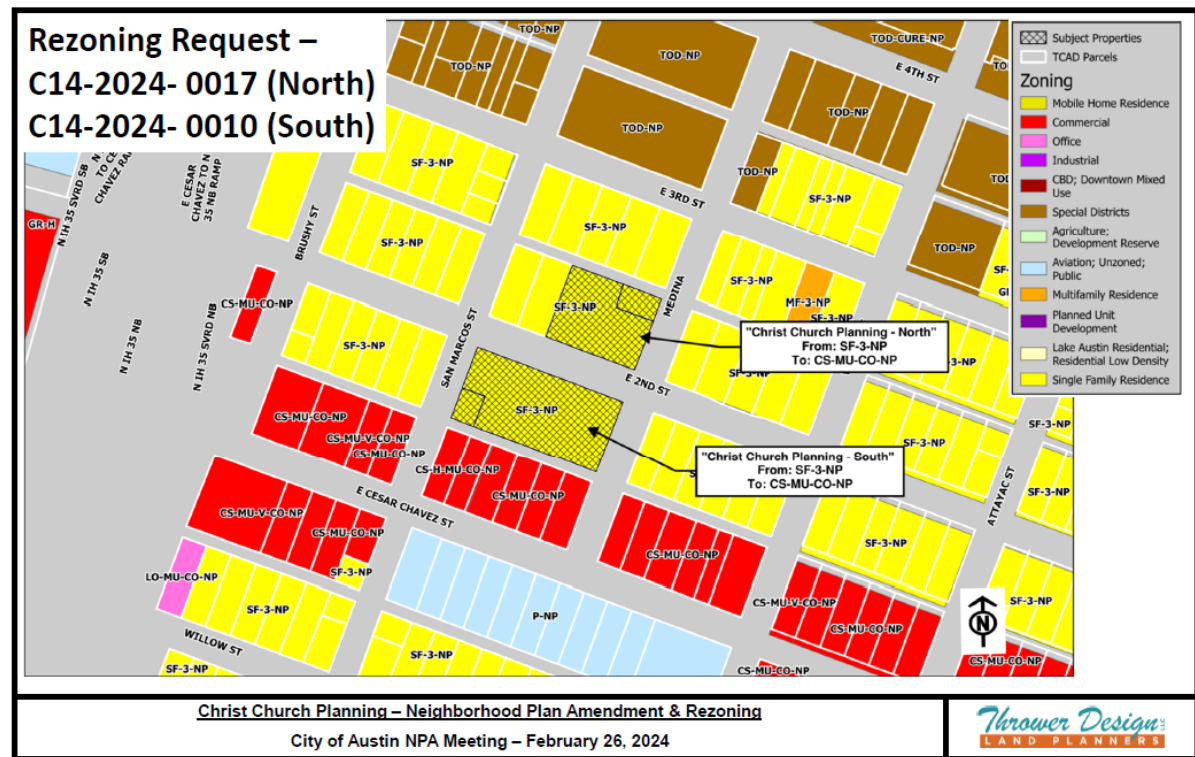 Rezoning Request –
C14-2024- 0017 (North)
C14-2024- 0010 (South)
TOD-NP
TOD-CURE-NP
TOD-NP
TOD-NP
E 4TH ST
TOD-NP
TOD-NP
TOD-NP
SF-3-NP
E 3RD ST
SF-3-NP
TOD-NP
N IH 35 SVRD SB
E CESAR
CHAVEZ TO N
35 NB RAMP
CHAVEZ RAMP
GR-H
BRUSHY ST
SF-3-NP
SF-3-NP
MEDINA
SF-3-NP
MF-3-NP
N IH 35 SB
CS-MU-CO-NP
SF-3-NP
N IH 35 NB
N IH 35 SVRD NB
SF-3-NP
SAN MARCOS ST
"Christ Church Planning - North"
From: SF-3-NP
To: CS-MU-CO-NP
E 2ND ST
SF-3-NP
SF-3-NP
CS-MU-CO-NP
CS-MU-V-CO-NP
CS-MU-CO-NP
"Christ Church Planning - South"
From: SF-3-NP
To: CS-MU-CO-NP
CS-H-MU-CO-NP
CS-MU-CO-NP
E CESAR CHAVEZ ST
SF-3-NP
SF-3-NP
ATTAYAC ST
CS-MU-V-CO-NP
CS-MU-CO-NP
SF-3-NP
CS-MU-CO-NP
SF-3-NP
LO-MU-CO-NP
SF-3-NP
P-NP
CS-MU-V-CO-NP
CS-MU-CO-NP
SF-3-NP
WILLOW ST
SF-3-NP
SF-3-NP
CS-MU-CO-NP
CS-MU-CO-NP
N
Subject Properties
TCAD Parcels
Zoning
Mobile Home Residence
Commercial
Office
Industrial
CBD; Downtown Mixed
Use
Special Districts
Agriculture;
Development Reserve
Aviation; Unzoned;
Public
Multifamily Residence
Planned Unit
Development
Lake Austin Residential;
Residential Low Density
Single Family Residence
Christ Church Planning – Neighborhood Plan Amendment & Rezoning
City of Austin NPA Meeting – February 26, 2024
Thrower Design LLC
LAND PLANNERS